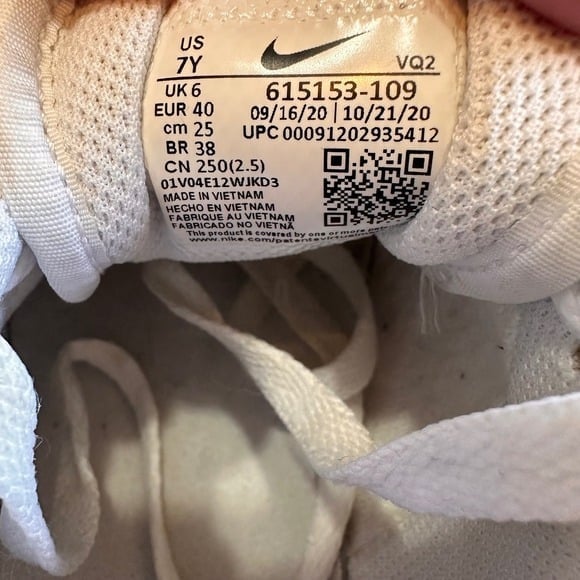 US
7Y
VQ2
UK 6
615153-109
EUR 40
09/16/20 | 10/21/20
cm 25
UPC 00091202935412
BR 38
CN 250(2.5)
01V04E12WJKD3
MADE IN VIETNAM
HECHO EN VIETNAM
FABRIQUE AU VIETNAM
FABRICADO NO VIETNÃ
This product is covered by one or more
www.nike.com/patents